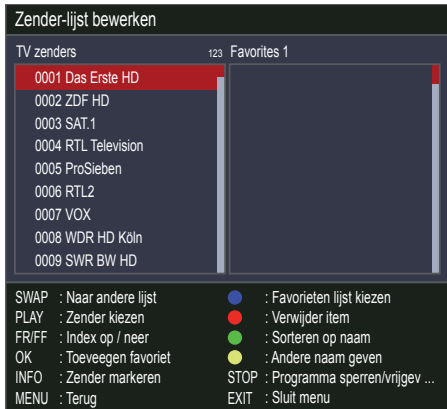 Zender-lijst bewerken
TV zenders 123 Favorites 1
0001 Das Erste HD
0002 ZDF HD
0003 SAT.1
0004 RTL Television
0005 ProSieben
0006 RTL2
0007 VOX
0008 WDR HD Köln
0009 SWR BW HD
SWAP : Naar andere lijst : Favorieten lijst kiezen
PLAY : Zender kiezen : Verwijder item
FR/FF : Index op / neer : Sorteren op naam
OK : Toeveegen favoriet : Andere naam geven
INFO : Zender markeren STOP : Programma sperren/vrijgev ...
MENU : Terug EXIT : Sluit menu